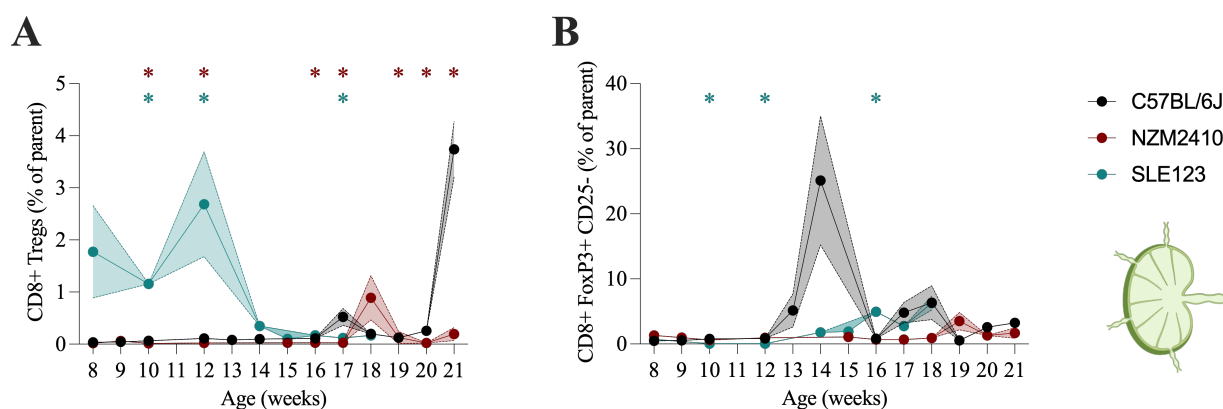 A
B
* * * * * * *
* * *
* * *
CD8+ Tregs (% of parent)
5
4
3
2
1
0
8 9 10 11 12 13 14 15 16 17 18 19 20 21
Age (weeks)
CD8+ FoxP3+ CD25- (% of parent)
40
30
20
10
0
8 9 10 11 12 13 14 15 16 17 18 19 20 21
Age (weeks)
C57BL/6J
NZM2410
SLE123